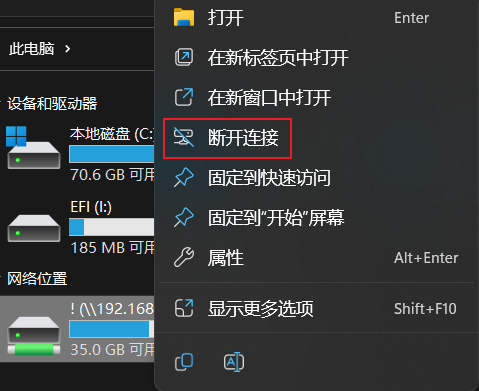 此电脑
设备和驱动器
本地磁盘 (C:
70.6 GB 可用
EFI (I:)
185 MB 可用
网络位置
! (\\192.168
35.0 GB 可用
打开 Enter
在新标签页中打开
在新窗口中打开
断开连接
固定到快速访问
固定到"开始"屏幕
属性 Alt+Enter
显示更多选项 Shift+F10